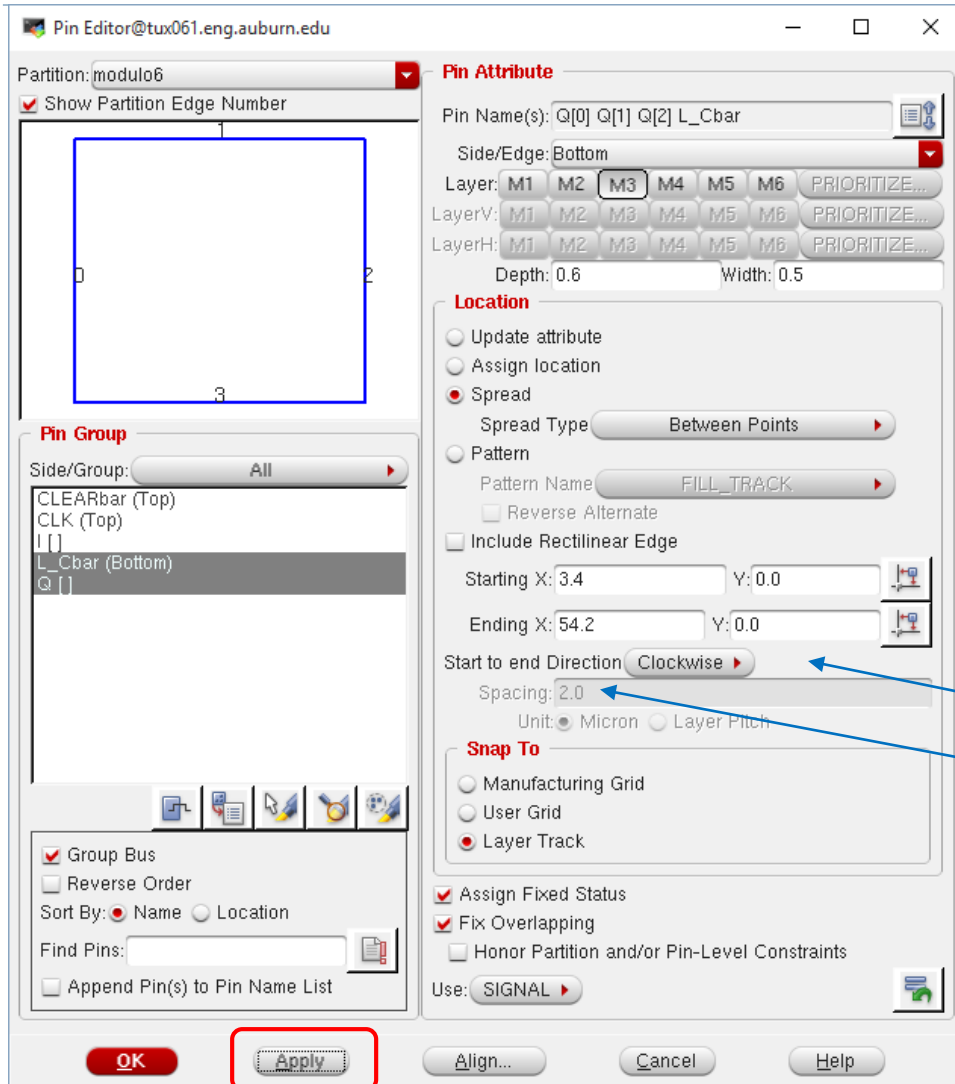 Pin Editor@tux061.eng.auburn.edu
Partition: modulo6
Show Partition Edge Number
1
0
2
3
Pin Group
Side/Group: All
CLEARbar (Top)
CLK (Top)
I []
L_Cbar (Bottom)
Q []
Group Bus
Reverse Order
Sort By: Name Location
Find Pins:
Append Pin(s) to Pin Name List
Pin Attribute
Pin Name(s): Q[0] Q[1] Q[2] L_Cbar
Side/Edge: Bottom
Layer: M1 M2 M3 M4 M5 M6 PRIORITIZE...
LayerV: M1 M2 M3 M4 M5 M6 PRIORITIZE...
LayerH: M1 M2 M3 M4 M5 M6 PRIORITIZE...
Depth: 0.6 Width: 0.5
Location
Update attribute
Assign location
Spread
Spread Type Between Points
Pattern
Pattern Name FILL_TRACK
Reverse Alternate
Include Rectilinear Edge
Starting X: 3.4 Y: 0.0
Ending X: 54.2 Y: 0.0
Start to end Direction Clockwise
Spacing: 2.0
Unit: Micron Layer Pitch
Snap To
Manufacturing Grid
User Grid
Layer Track
Assign Fixed Status
Fix Overlapping
Honor Partition and/or Pin-Level Constraints
Use: SIGNAL
OK Apply Align... Cancel Help